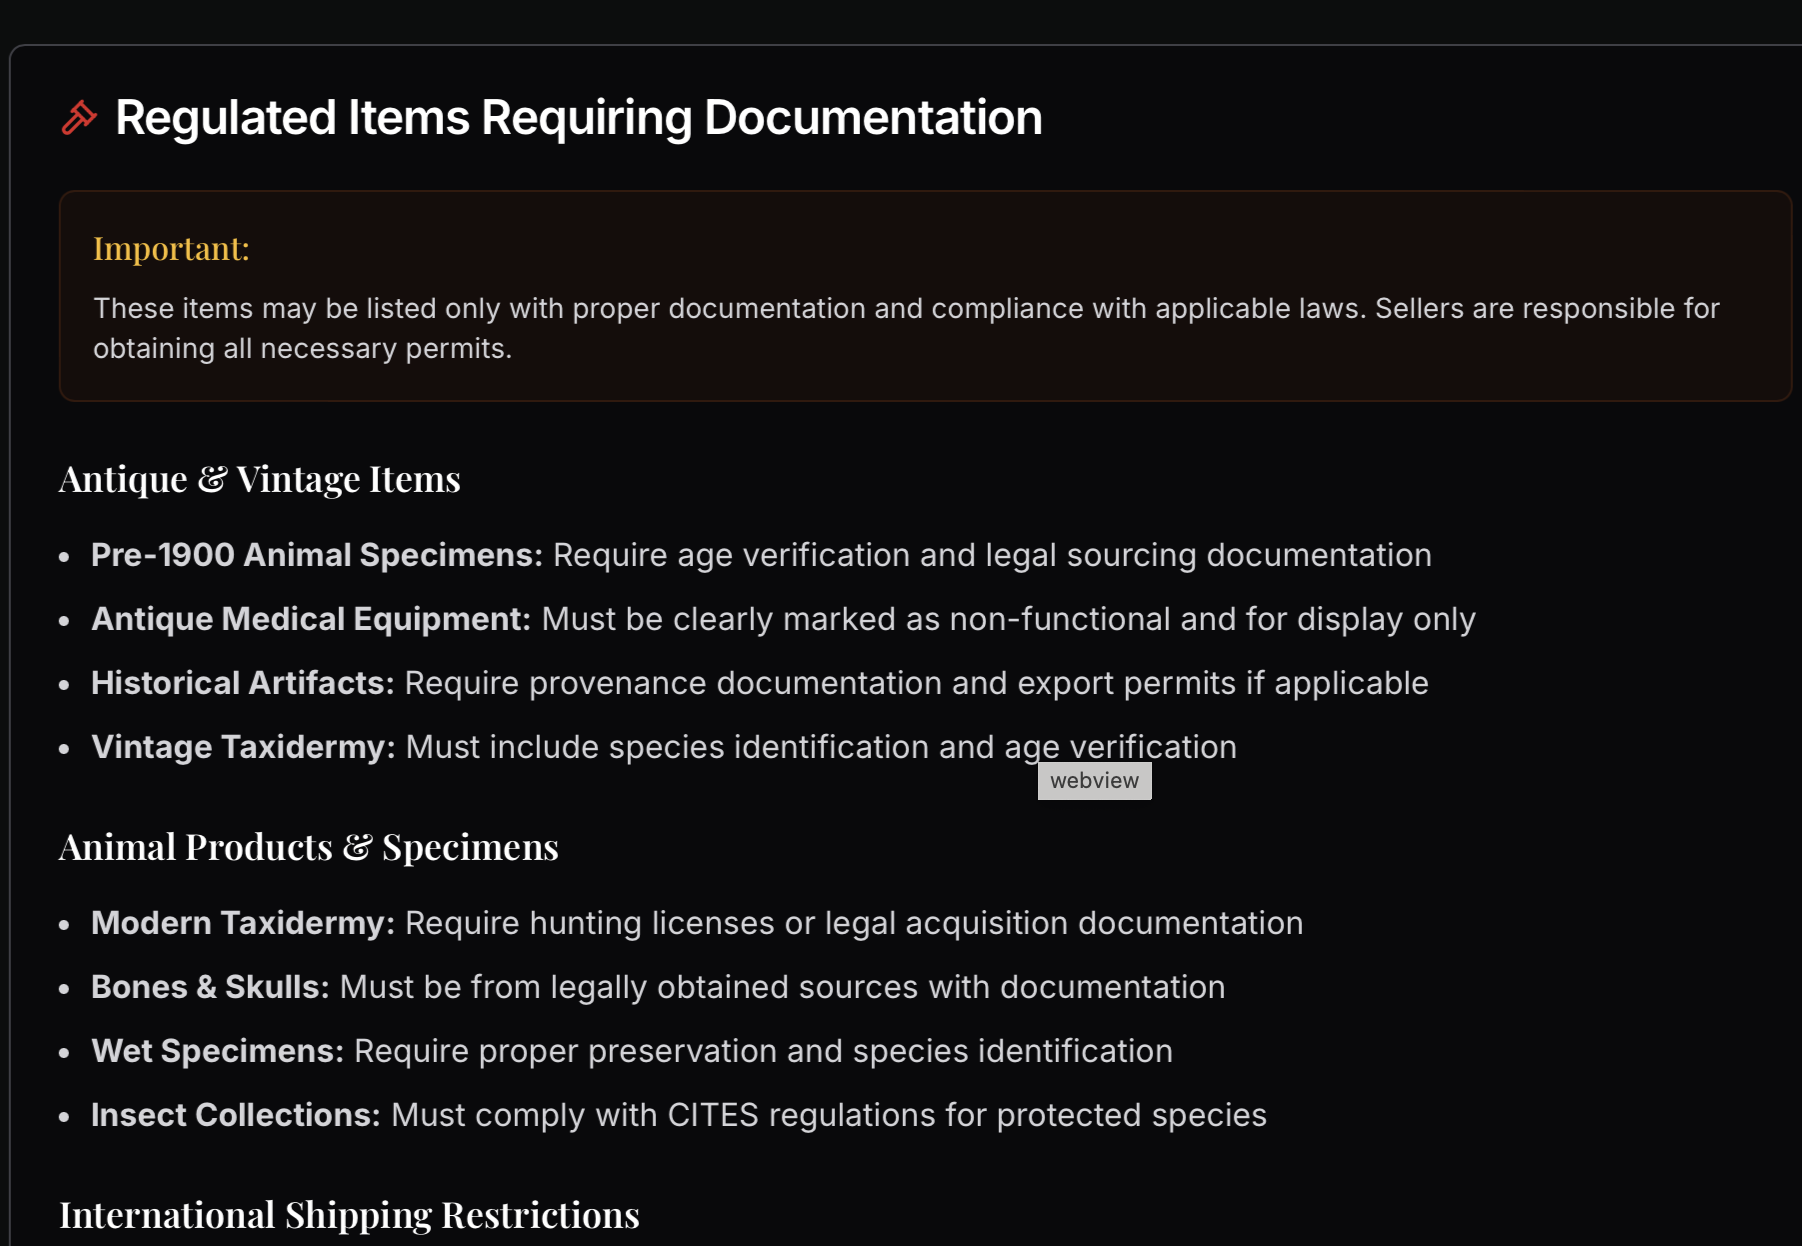 Regulated Items Requiring Documentation
Important:
These items may be listed only with proper documentation and compliance with applicable laws. Sellers are responsible for
obtaining all necessary permits.
Antique & Vintage Items
• Pre-1900 Animal Specimens: Require age verification and legal sourcing documentation
• Antique Medical Equipment: Must be clearly marked as non-functional and for display only
• Historical Artifacts: Require provenance documentation and export permits if applicable
• Vintage Taxidermy: Must include species identification and age verification
webview
Animal Products & Specimens
• Modern Taxidermy: Require hunting licenses or legal acquisition documentation
• Bones & Skulls: Must be from legally obtained sources with documentation
• Wet Specimens: Require proper preservation and species identification
• Insect Collections: Must comply with CITES regulations for protected species
International Shipping Restrictions